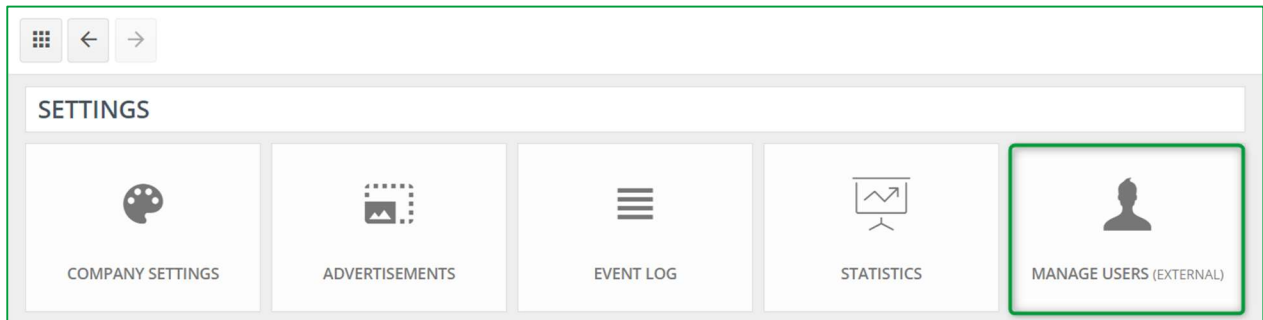 SETTINGS
COMPANY SETTINGS
ADVERTISEMENTS
EVENT LOG
STATISTICS
MANAGE USERS (EXTERNAL)